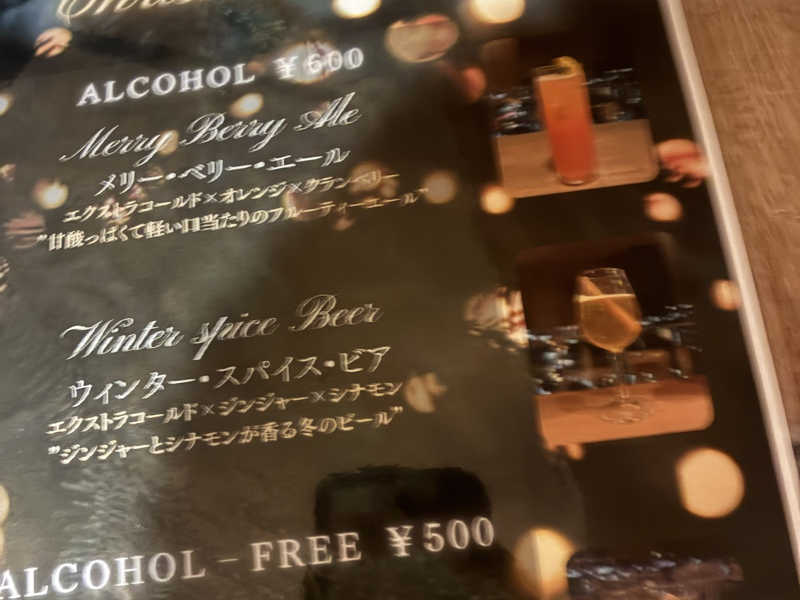 ALCOHOL ¥600
Merry Berry Ale
メリー・ベリー・エール
エクストラコールド×オレンジ×クランベリー
"甘酸っぱくて軽い口当たりのフルーティーエール"
Winter spice Beer
ウィンター・スパイス・ビア
エクストラコールド×ジンジャー×シナモン
"ジンジャーとシナモンが香る冬のビール"
ALCOHOL – FREE ¥500